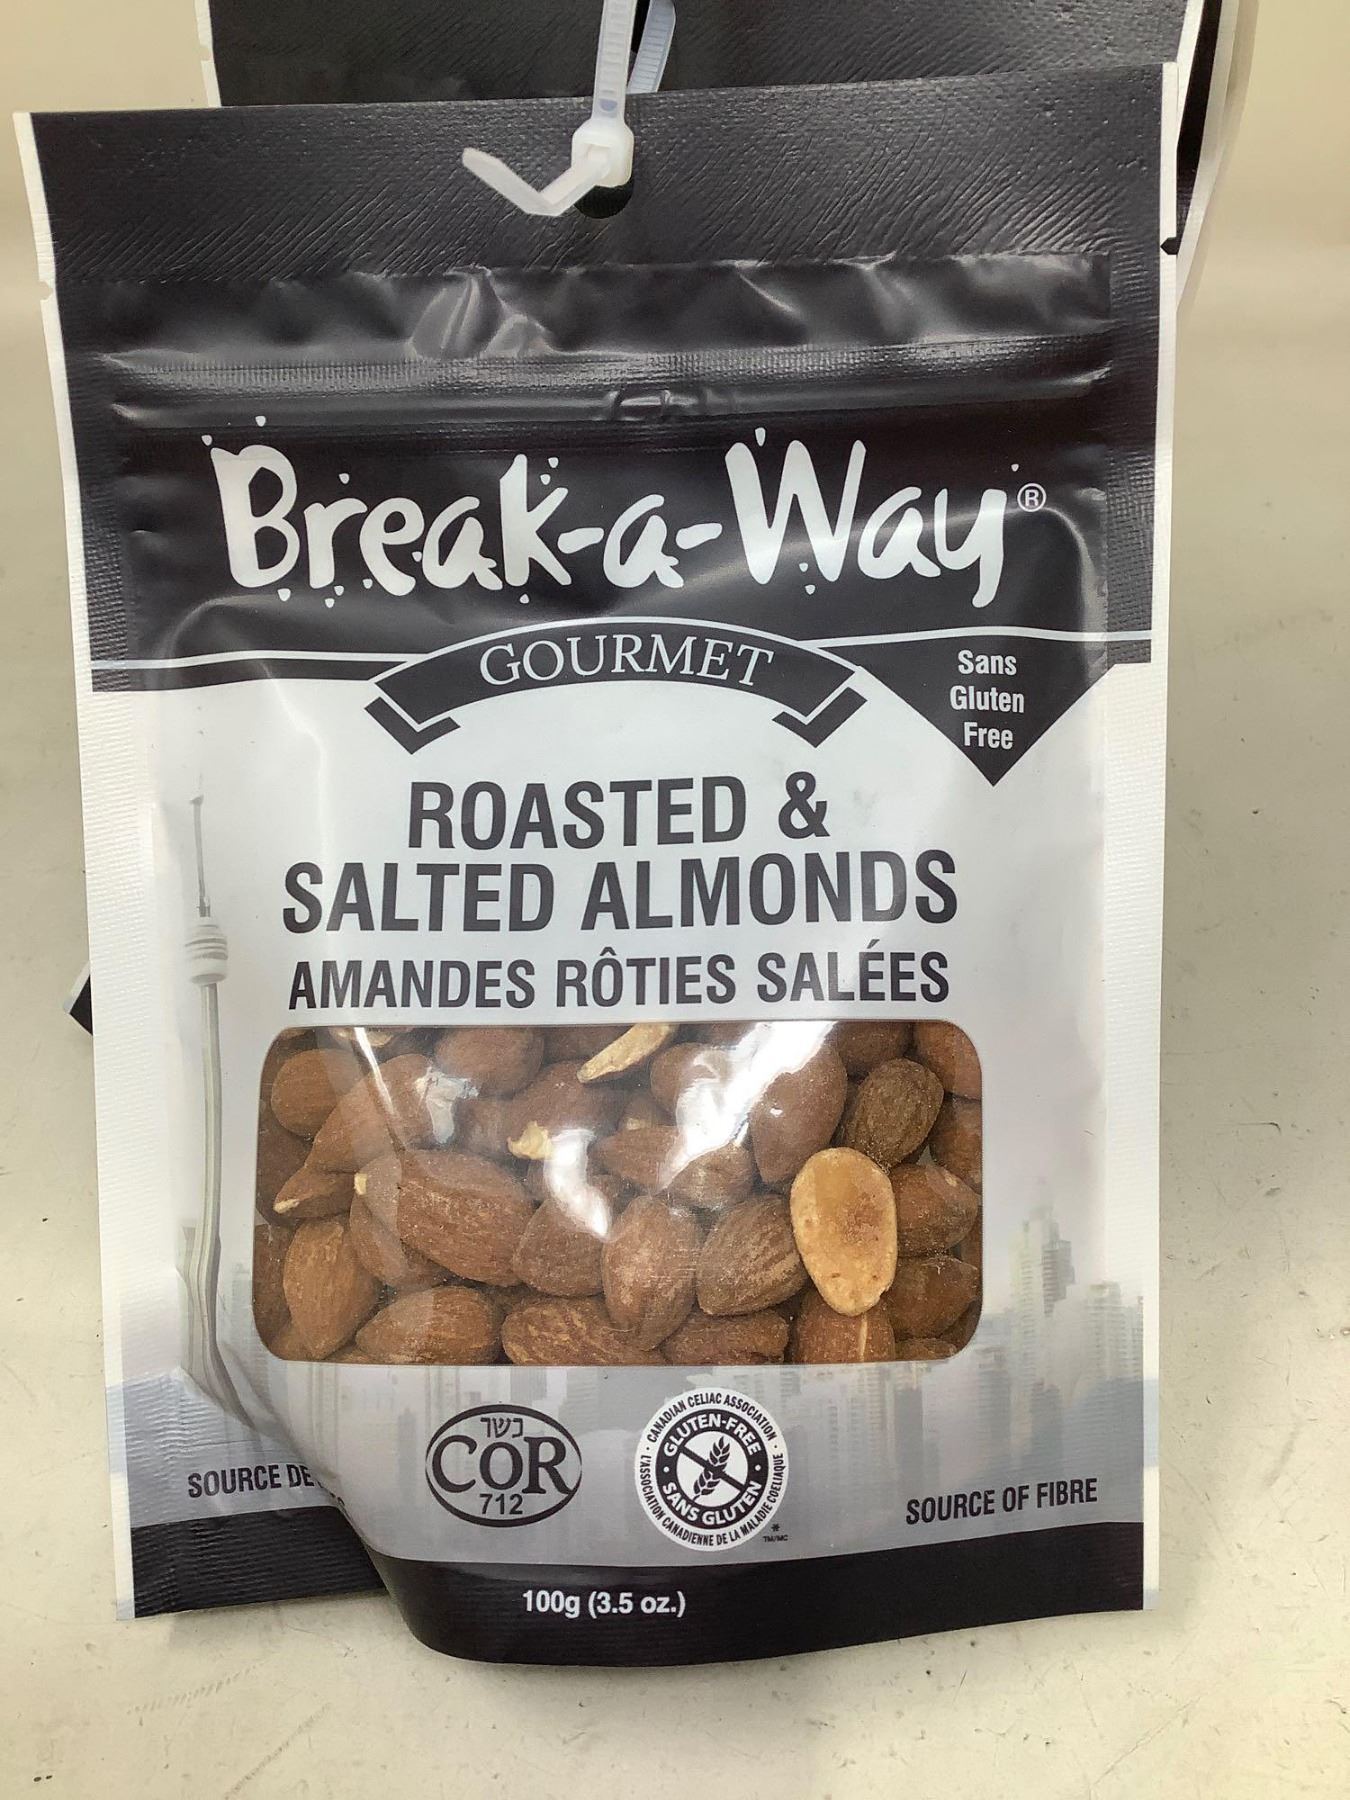 Break-a-Way®
GOURMET
Sans
Gluten
Free
ROASTED &
SALTED ALMONDS
AMANDES RÔTIES SALÉES
SOURCE DE
כשר
COR
712
CANADIAN CELIAC ASSOCIATION
GLUTEN-FREE
SANS GLUTEN
L'ASSOCIATION CANADIENNE DE LA MALADIE COELIAQUE
*
TM/MC
SOURCE OF FIBRE
100g (3.5 oz.)